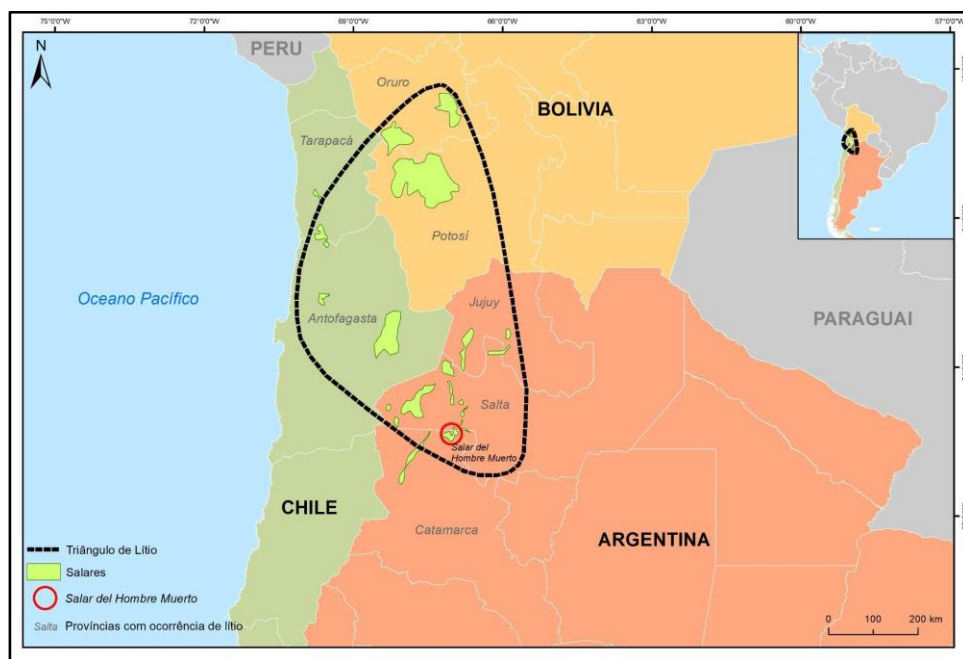 75°0'0"O
72°0'0"O
69°0'0"O
66°0'0"O
63°0'0"O
60°0'0"O
57°0'0"O
N
PERU
Oruro
BOLIVIA
Tarapacá
Potosí
Oceano Pacífico
Jujuy
Antofagasta
PARAGUAI
Salta
Salar del
Hombre Muerto
CHILE
Catamarca
ARGENTINA
Triângulo de Lítio
Salares
Salar del Hombre Muerto
Salta Províncias com ocorrência de lítio
0 100 200 km